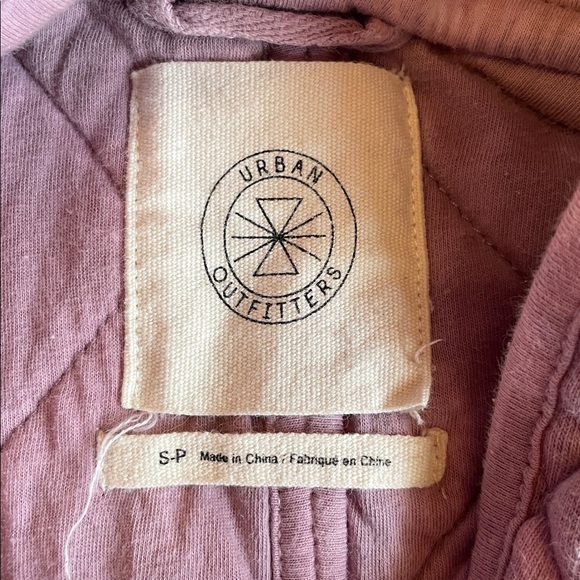 URBAN
OUTFITTERS
S-P Made in China / Fabriqué en Chine